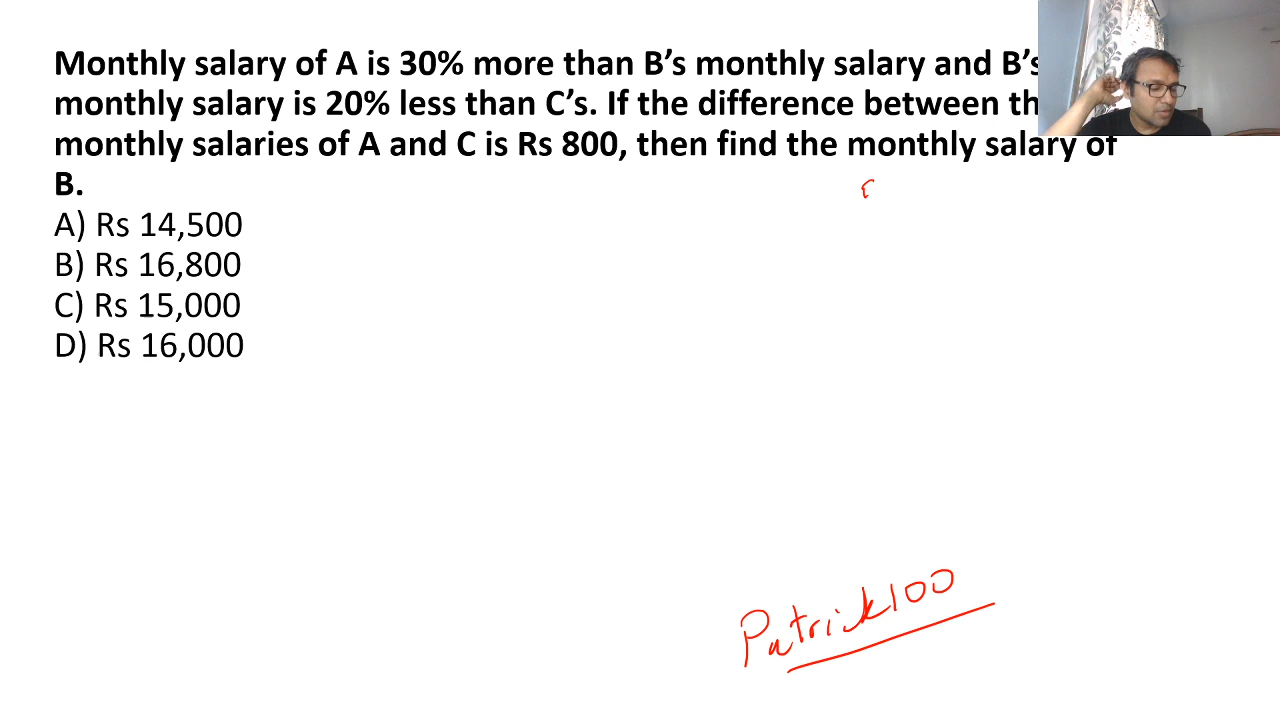 Monthly salary of A is 30% more than B’s monthly salary and B’s
monthly salary is 20% less than C’s. If the difference between
monthly salaries of A and C is Rs 800, then find the monthly salary of
B.
A) Rs 14,500
B) Rs 16,800
C) Rs 15,000
D) Rs 16,000
Patrick100